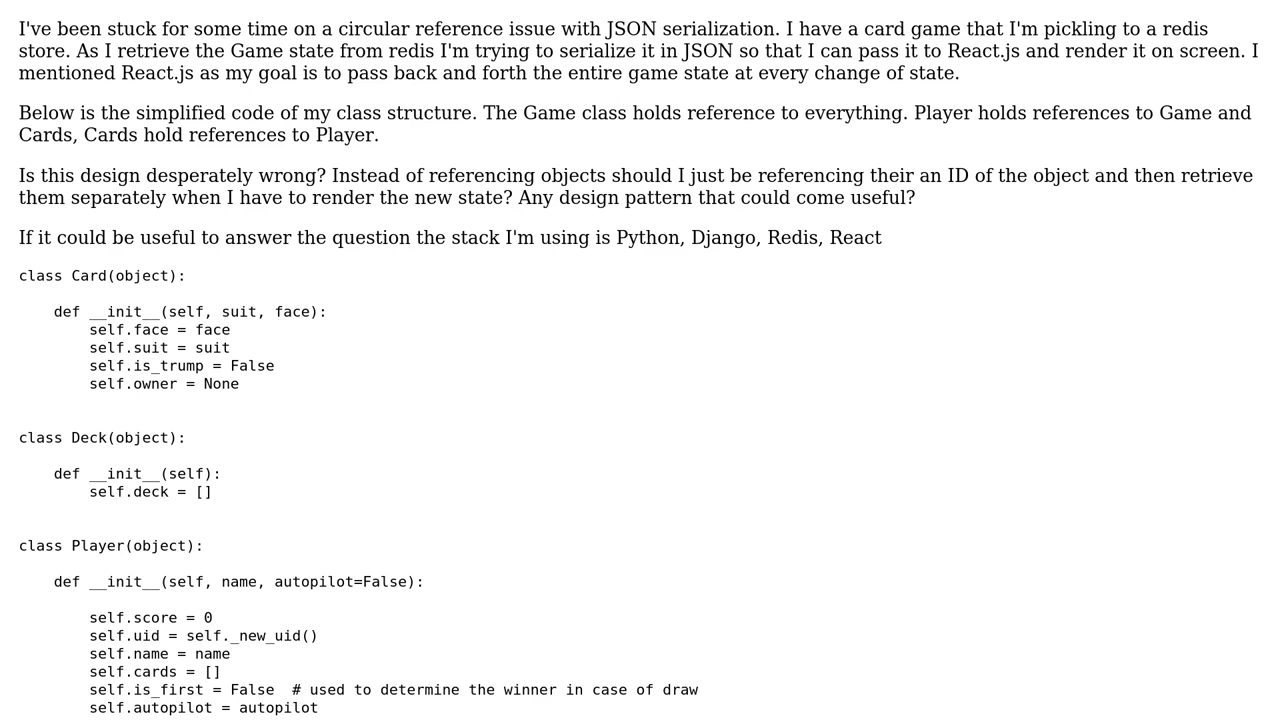 I've been stuck for some time on a circular reference issue with JSON serialization. I have a card game that I'm pickling to a redis
store. As I retrieve the Game state from redis I'm trying to serialize it in JSON so that I can pass it to React.js and render it on screen. I
mentioned React.js as my goal is to pass back and forth the entire game state at every change of state.
Below is the simplified code of my class structure. The Game class holds reference to everything. Player holds references to Game and
Cards, Cards hold references to Player.
Is this design desperately wrong? Instead of referencing objects should I just be referencing their an ID of the object and then retrieve
them separately when I have to render the new state? Any design pattern that could come useful?
If it could be useful to answer the question the stack I'm using is Python, Django, Redis, React
class Card(object):
    def __init__(self, suit, face):
        self.face = face
        self.suit = suit
        self.is_trump = False
        self.owner = None
class Deck(object):
    def __init__(self):
        self.deck = []
class Player(object):
    def __init__(self, name, autopilot=False):
        self.score = 0
        self.uid = self._new_uid()
        self.name = name
        self.cards = []
        self.is_first = False  # used to determine the winner in case of draw
        self.autopilot = autopilot